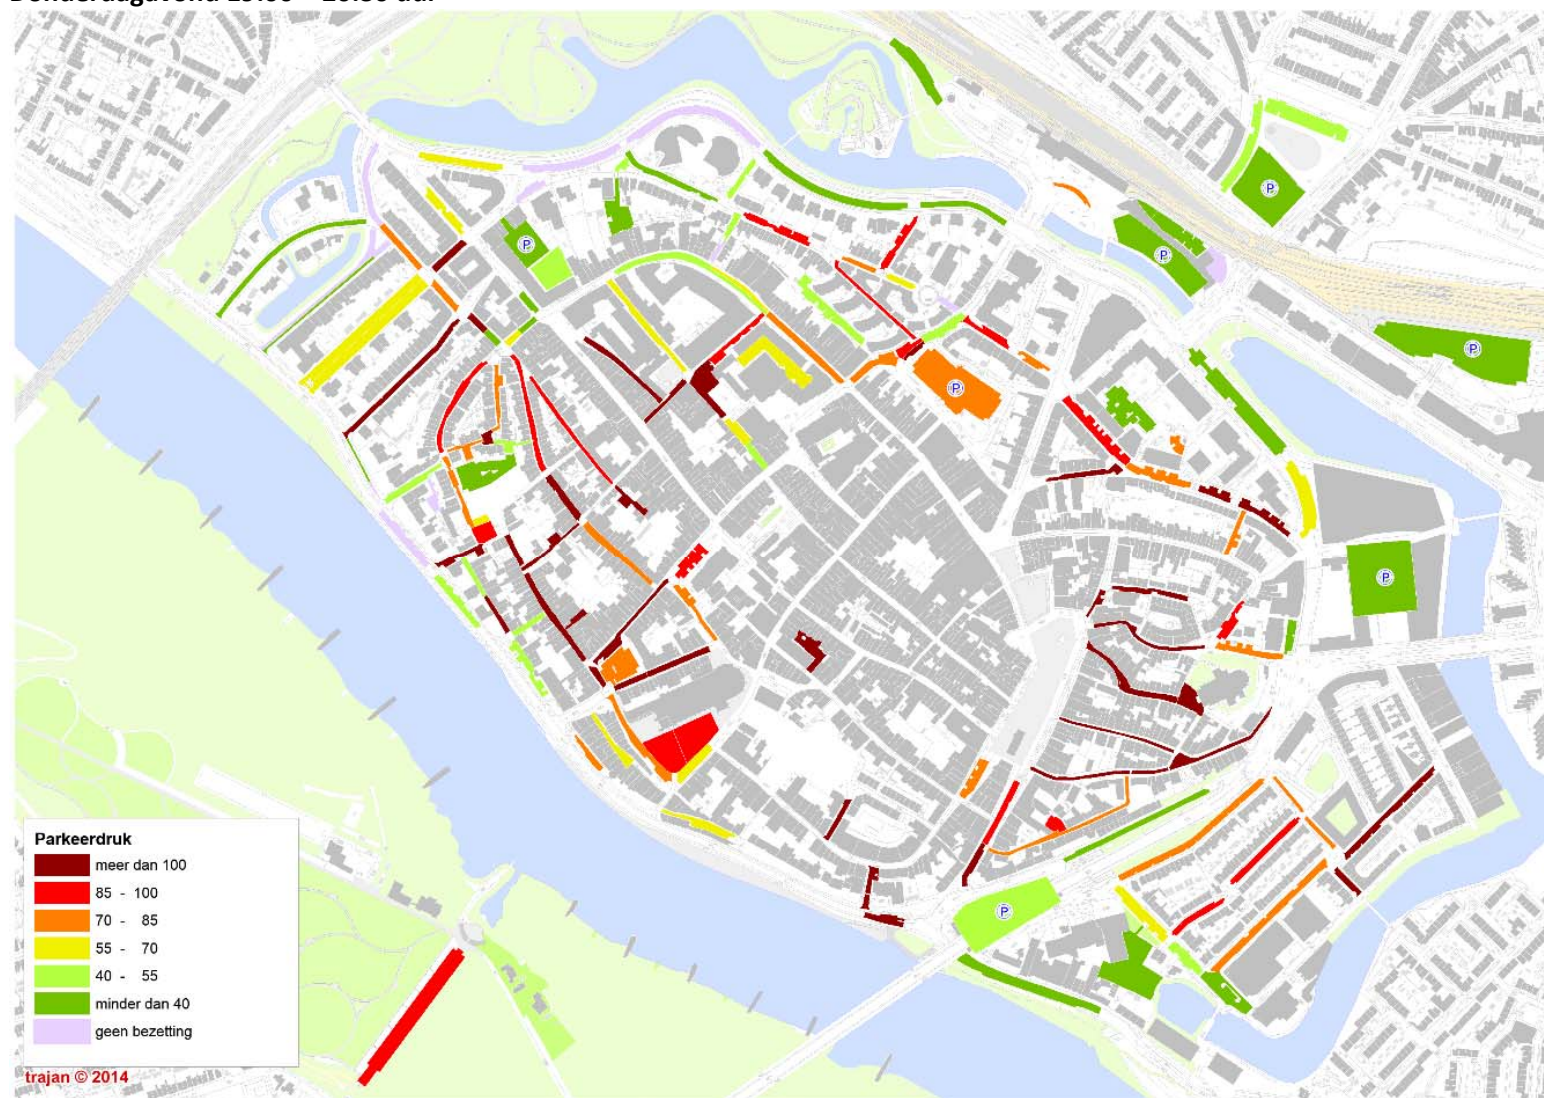 Parkeerdruk
meer dan 100
85 - 100
70 - 85
55 - 70
40 - 55
minder dan 40
geen bezetting
trajan © 2014
P
P
P
P
P
P
P